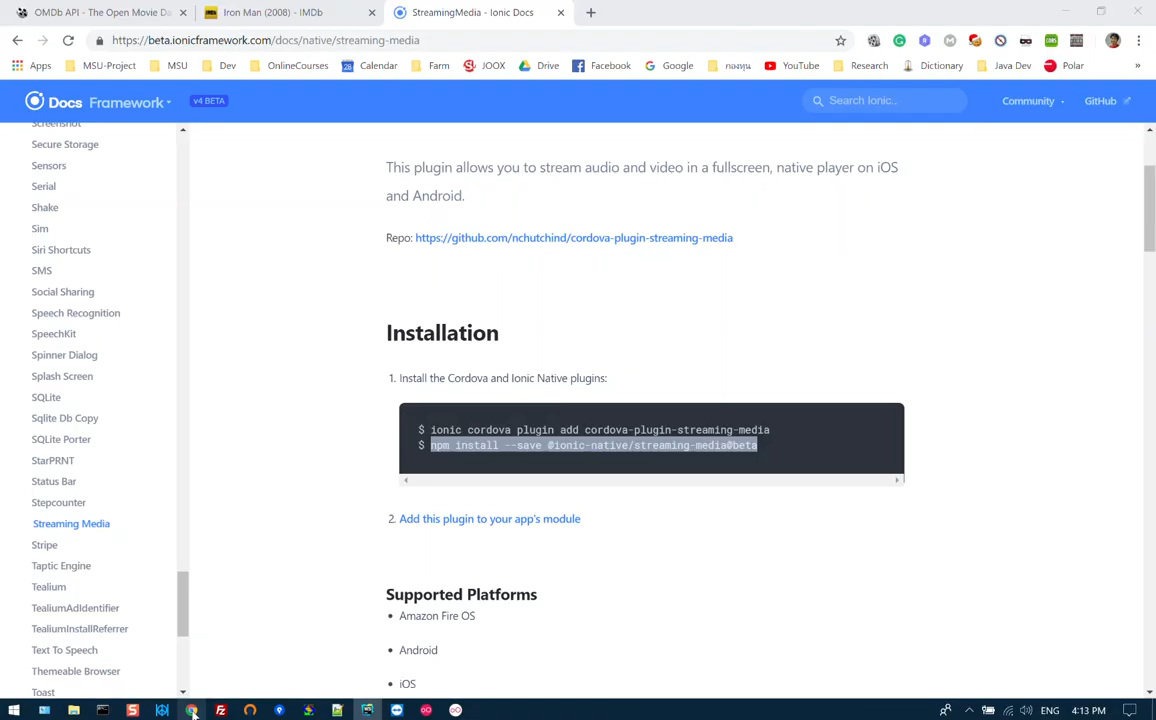 OMDb API - The Open Movie Da
Iron Man (2008) - IMDb
StreamingMedia - Ionic Docs
https://beta.ionicframework.com/docs/native/streaming-media
Apps
MSU-Project
MSU
Dev
OnlineCourses
Calendar
Farm
JOOX
Drive
Facebook
Google
กองทุน
YouTube
Research
Dictionary
Java Dev
Polar
»
Docs Framework
v4 BETA
Search Ionic..
Community
GitHub
Screenshot
Secure Storage
Sensors
Serial
Shake
Sim
Siri Shortcuts
SMS
Social Sharing
Speech Recognition
SpeechKit
Spinner Dialog
Splash Screen
SQLite
Sqlite Db Copy
SQLite Porter
StarPRNT
Status Bar
Stepcounter
Streaming Media
Stripe
Taptic Engine
Tealium
TealiumAdIdentifier
TealiumInstallReferrer
Text To Speech
Themeable Browser
Toast
This plugin allows you to stream audio and video in a fullscreen, native player on iOS
and Android.
Repo: https://github.com/nchutchind/cordova-plugin-streaming-media
Installation
1. Install the Cordova and Ionic Native plugins:
$ ionic cordova plugin add cordova-plugin-streaming-media
$ npm install --save @ionic-native/streaming-media@beta
2. Add this plugin to your app's module
Supported Platforms
• Amazon Fire OS
• Android
• iOS
ENG
4:13 PM